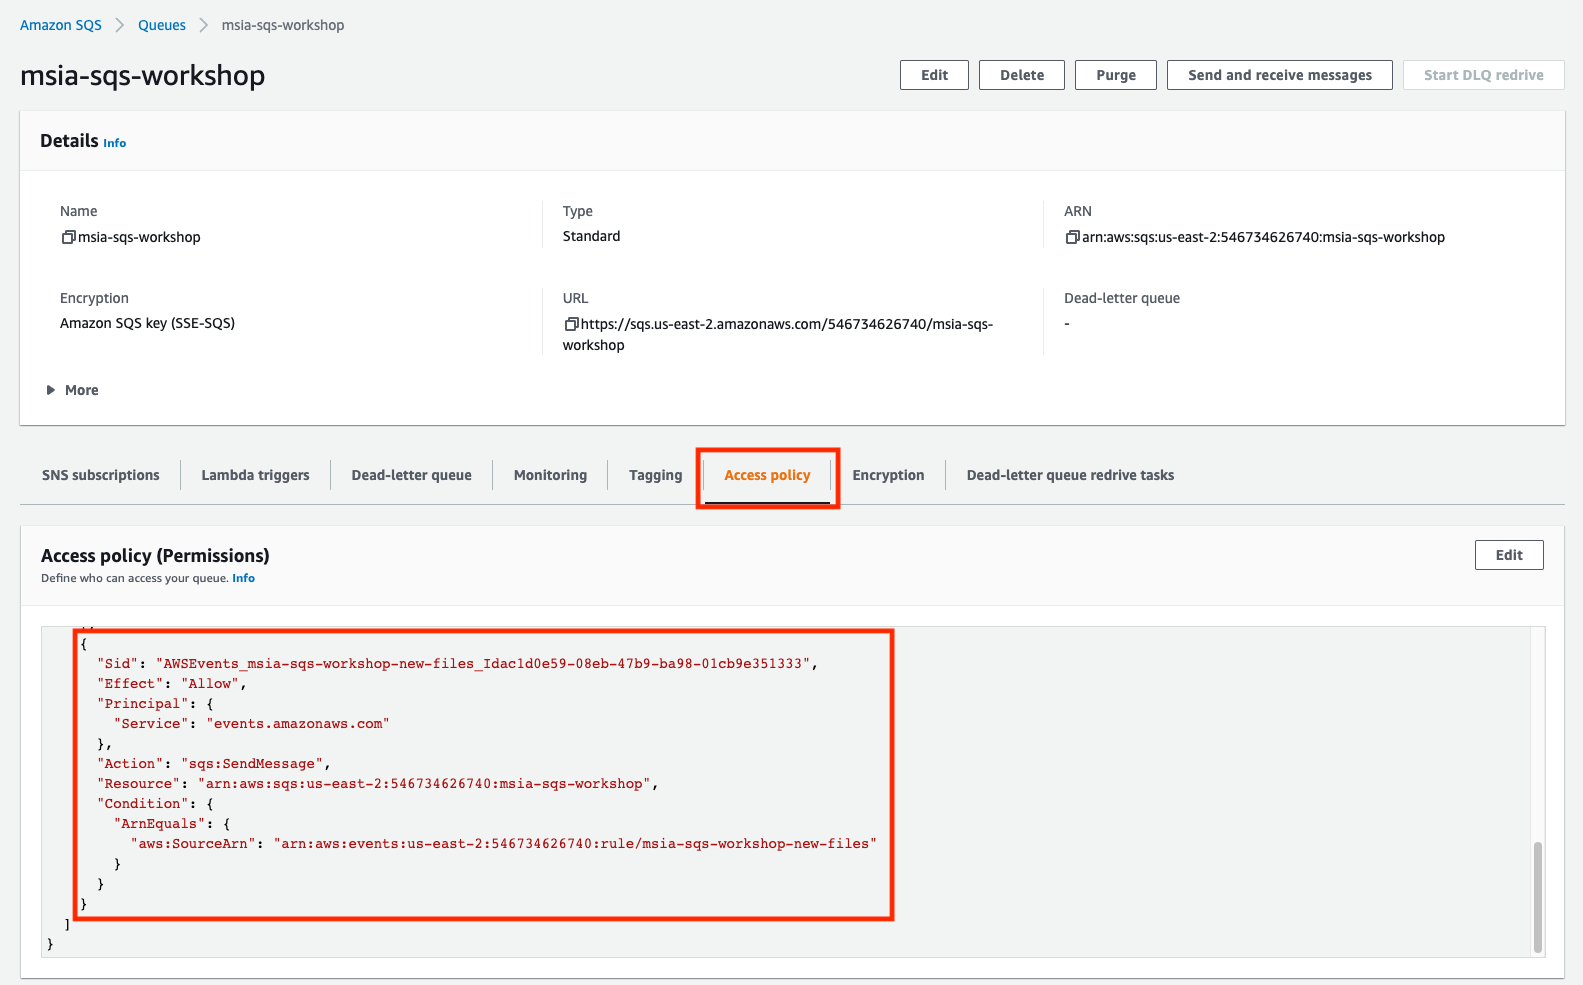 Amazon SQS > Queues > msia-sqs-workshop
msia-sqs-workshop
Edit Delete Purge Send and receive messages Start DLQ redrive
Details Info
Name Type ARN
msia-sqs-workshop Standard arn:aws:sqs:us-east-2:546734626740:msia-sqs-workshop
Encryption URL Dead-letter queue
Amazon SQS key (SSE-SQS) https://sqs.us-east-2.amazonaws.com/546734626740/msia-sqs- -
workshop
More
SNS subscriptions Lambda triggers Dead-letter queue Monitoring Tagging Access policy Encryption Dead-letter queue redrive tasks
Access policy (Permissions) Edit
Define who can access your queue. Info
{
"Sid": "AWSEvents_msia-sqs-workshop-new-files_Idac1d0e59-08eb-47b9-ba98-01cb9e351333",
"Effect": "Allow",
"Principal": {
"Service": "events.amazonaws.com"
},
"Action": "sqs:SendMessage",
"Resource": "arn:aws:sqs:us-east-2:546734626740:msia-sqs-workshop",
"Condition": {
"ArnEquals": {
"aws:SourceArn": "arn:aws:events:us-east-2:546734626740:rule/msia-sqs-workshop-new-files"
}
}
}
]
}